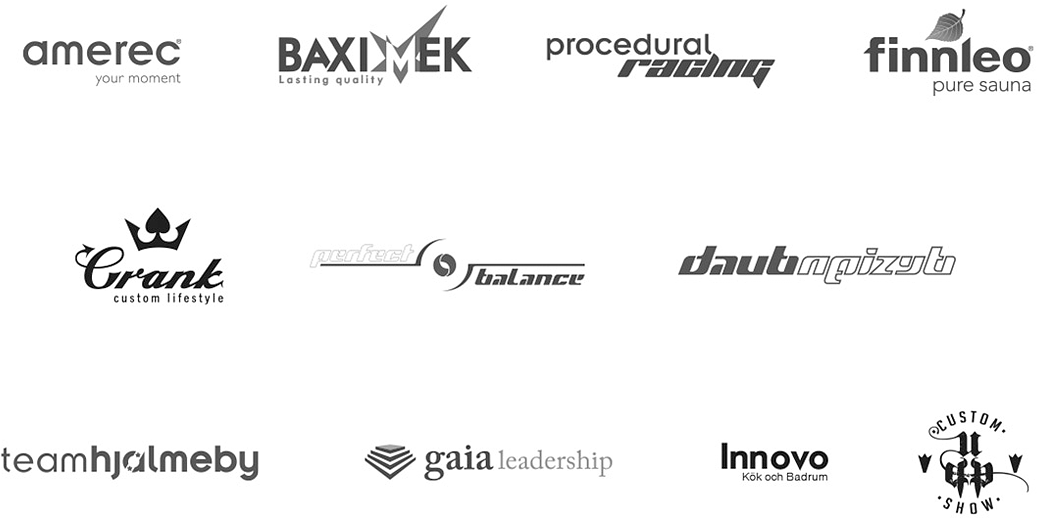 amerec®
your moment
BAXIMEK
Lasting quality
procedural
racing
finnleo®
pure sauna
Crank
custom lifestyle
perfect
balance
teamhjälmeby
gaia leadership
Innovo
Kök och Badrum
CUSTOM
SHOW